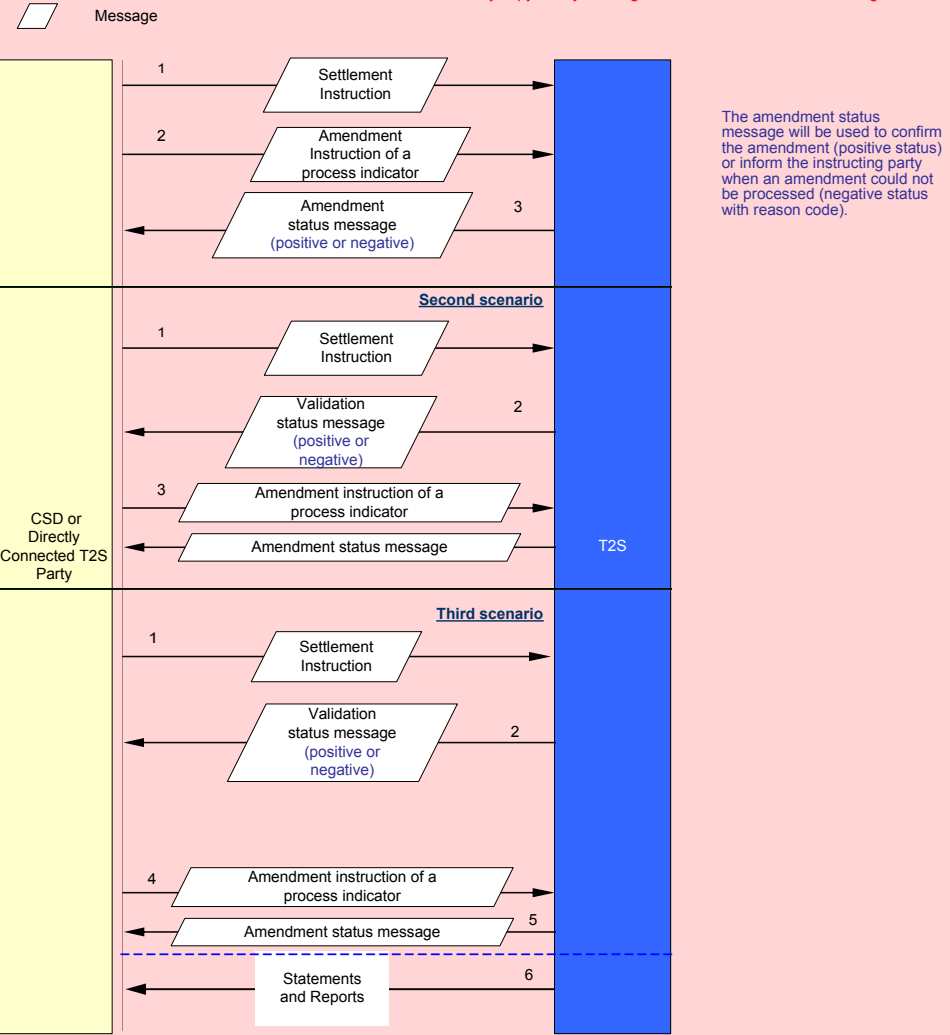 Message
1
Settlement
Instruction
2
Amendment
Instruction of a
process indicator
Amendment
status message
(positive or negative)
3
The amendment status
message will be used to confirm
the amendment (positive status)
or inform the instructing party
when an amendment could not
be processed (negative status
with reason code).
Second scenario
1
Settlement
Instruction
Validation
status message
(positive or
negative)
2
3
Amendment instruction of a
process indicator
Amendment status message
CSD or
Directly
Connected T2S
Party
T2S
Third scenario
1
Settlement
Instruction
Validation
status message
(positive or
negative)
2
4
Amendment instruction of a
process indicator
Amendment status message
5
Statements
and Reports
6